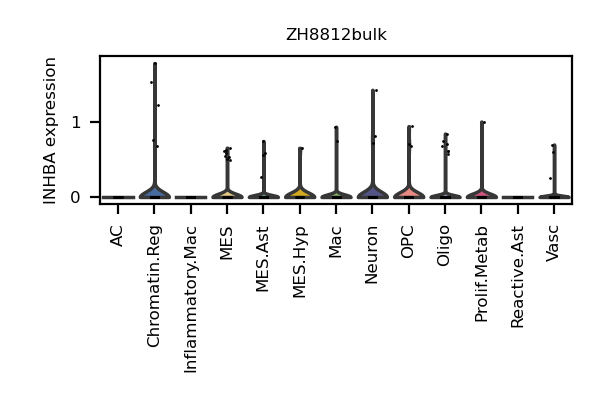 ZH8812bulk
INHBA expression
1
0
AC
Chromatin.Reg
Inflammatory.Mac
MES
MES.Ast
MES.Hyp
Mac
Neuron
OPC
Oligo
Prolif.Metab
Reactive.Ast
Vasc